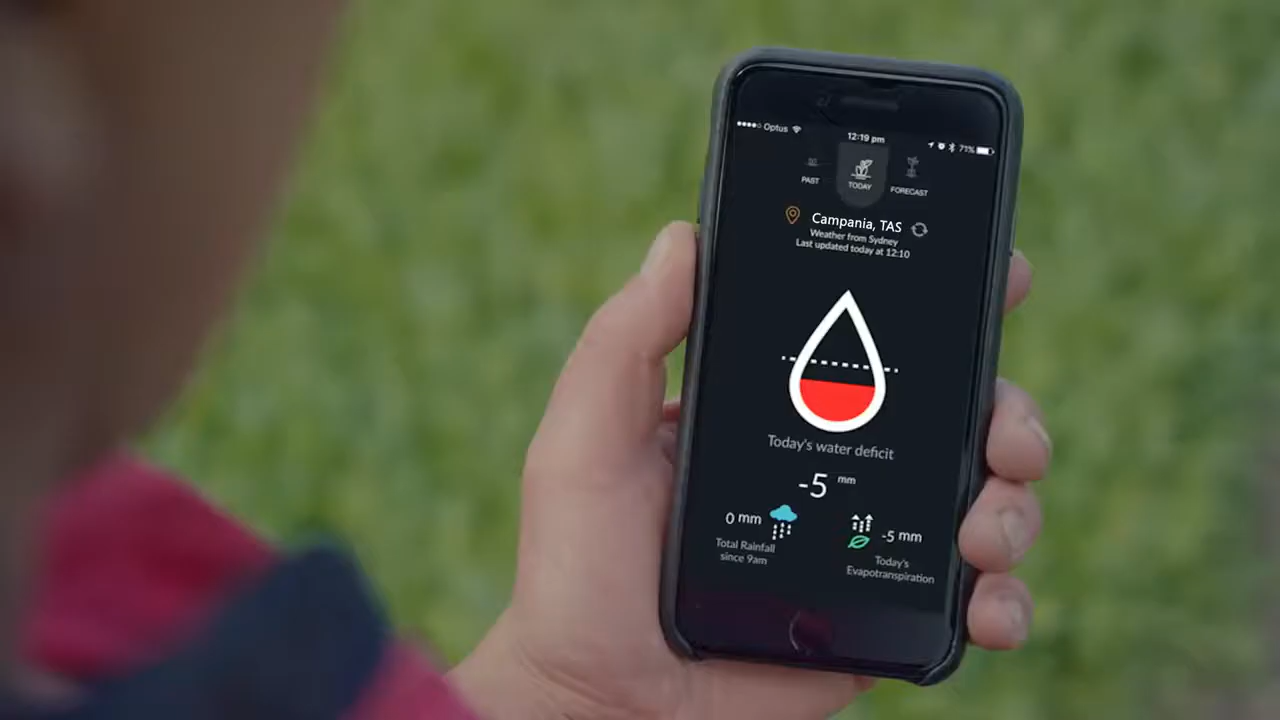 Optus 12:19 pm 71%
PAST TODAY FORECAST
Campania, TAS
Weather from Sydney
Last updated today at 12:10
Today's water deficit
-5 mm
0 mm
Total Rainfall
since 9am
-5 mm
Today's
Evapotranspiration